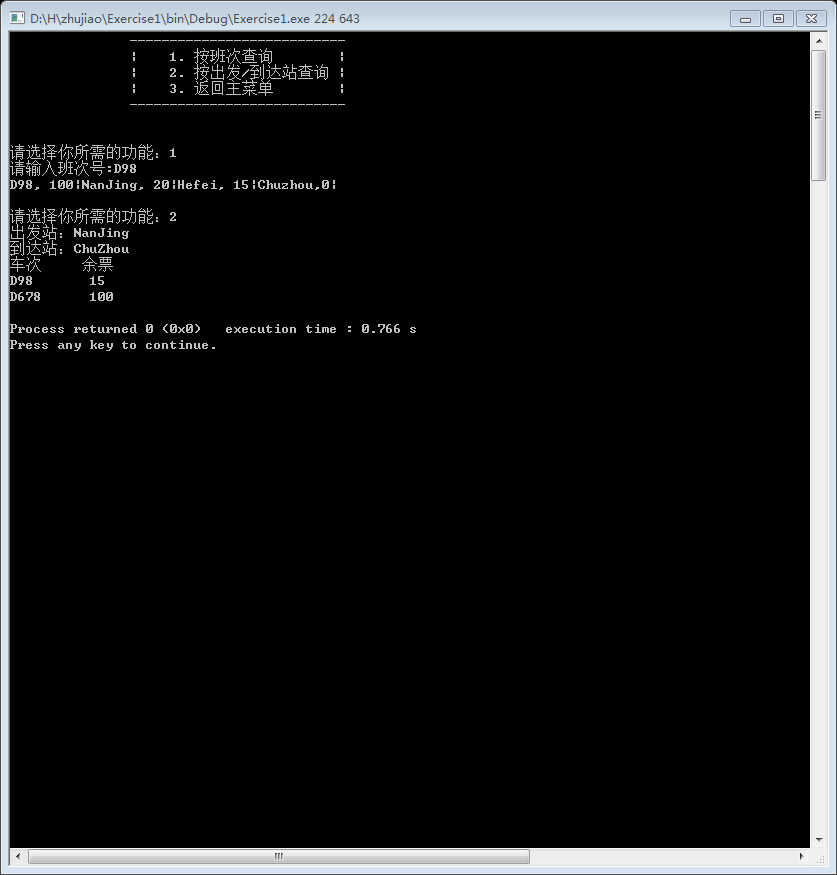 D:\H\zhujiao\Exercise1\bin\Debug\Exercise1.exe 224 643
---------------------------
¦    1. 按班次查询        ¦
¦    2. 按出发/到达站查询 ¦
¦    3. 返回主菜单        ¦
---------------------------
请选择你所需的功能: 1
请输入班次号:D98
D98, 100¦NanJing, 20¦Hefei, 15¦Chuzhou,0¦
请选择你所需的功能: 2
出发站: NanJing
到达站: ChuZhou
车次     余票
D98       15
D678      100
Process returned 0 (0x0)   execution time : 0.766 s
Press any key to continue.